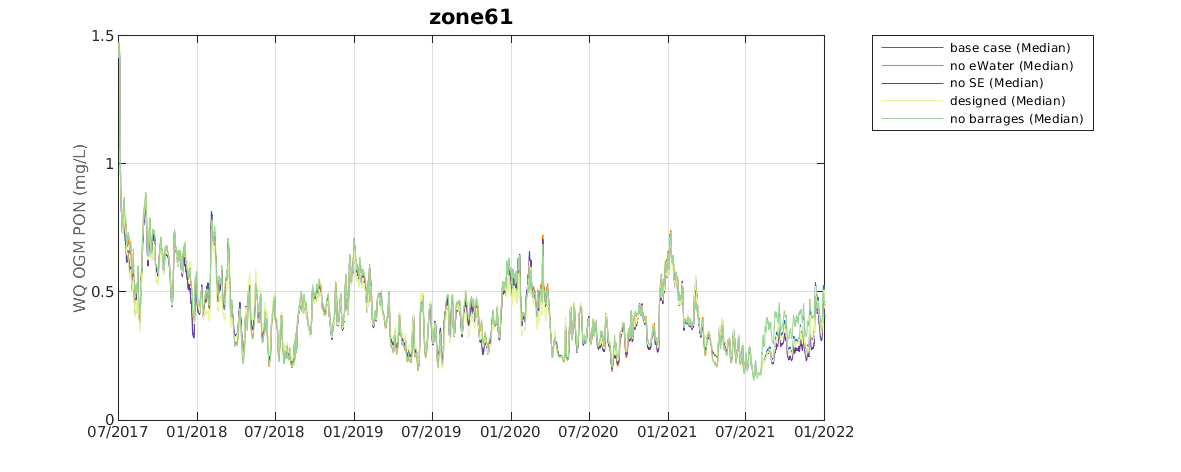 zone61
WQ OGM PON (mg/L)
1.5
1
0.5
0
07/2017 01/2018 07/2018 01/2019 07/2019 01/2020 07/2020 01/2021 07/2021 01/2022
base case (Median)
no eWater (Median)
no SE (Median)
designed (Median)
no barrages (Median)